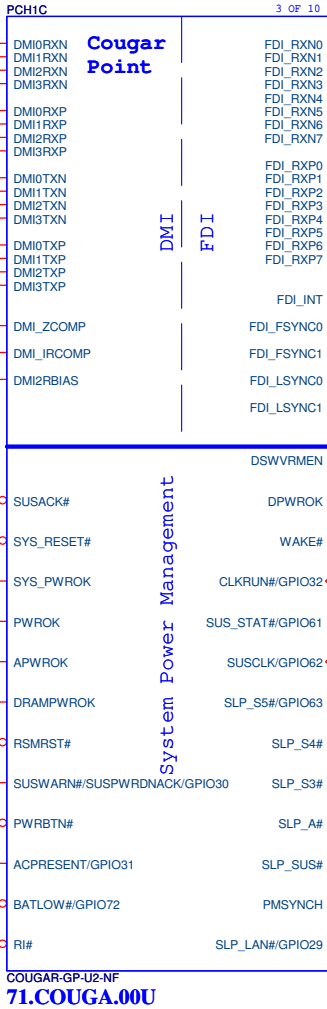 PCH1C 3 OF 10
Cougar
Point
DMI0RXN FDI_RXN0
DMI1RXN FDI_RXN1
DMI2RXN FDI_RXN2
DMI3RXN FDI_RXN3
FDI_RXN4
DMI0RXP FDI_RXN5
DMI1RXP FDI_RXN6
DMI2RXP FDI_RXN7
DMI3RXP
FDI_RXP0
DMI0TXN FDI_RXP1
DMI1TXN FDI_RXP2
DMI2TXN FDI_RXP3
DMI3TXN FDI_RXP4
FDI_RXP5
DMI0TXP FDI_RXP6
DMI1TXP FDI_RXP7
DMI2TXP
DMI3TXP
DMI
FDI
FDI_INT
DMI_ZCOMP FDI_FSYNC0
DMI_IRCOMP FDI_FSYNC1
DMI2RBIAS FDI_LSYNC0
FDI_LSYNC1
System Power Management
DSWVRMEN
SUSACK# DPWROK
SYS_RESET# WAKE#
SYS_PWROK CLKRUN#/GPIO32
PWROK SUS_STAT#/GPIO61
APWROK SUSCLK/GPIO62
DRAMPWROK SLP_S5#/GPIO63
RSMRST# SLP_S4#
SUSWARN#/SUSPWRDNACK/GPIO30 SLP_S3#
PWRBTN# SLP_A#
ACPRESENT/GPIO31 SLP_SUS#
BATLOW#/GPIO72 PMSYNCH
RI# SLP_LAN#/GPIO29
COUGAR-GP-U2-NF
71.COUGA.00U